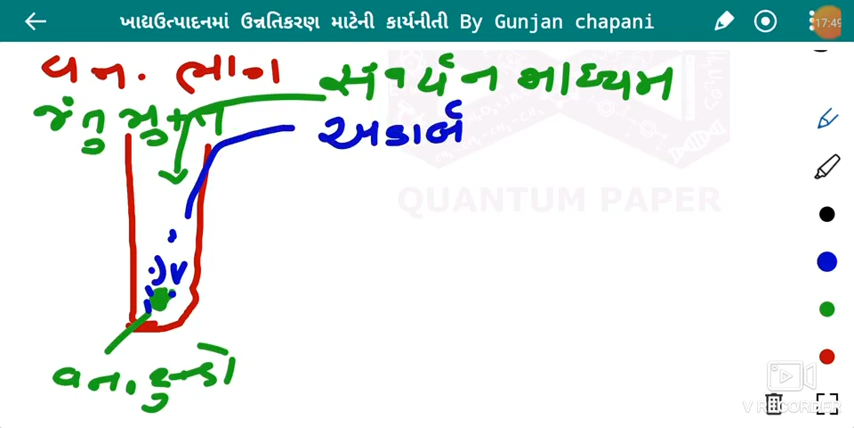 ખાદ્યઉત્પાદનમાં ઉન્નતિકરણ માટેની કાર્યનીતી By Gunjan chapani
17:49
વન. ભાગ
સંવર્ધન માધ્યમ
જંતુમુક્ત
અકાર્બ
QUANTUM PAPER
વન. ટુકડો
V RECORDER